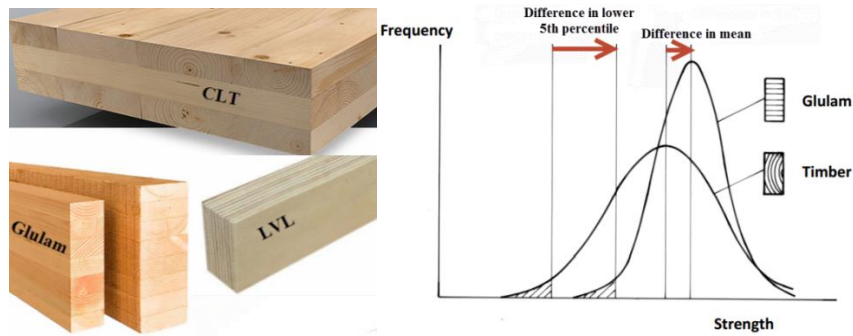 CLT
Glulam
LVL
Difference in lower
5th percentile
Difference in mean
Frequency
Glulam
Timber
Strength